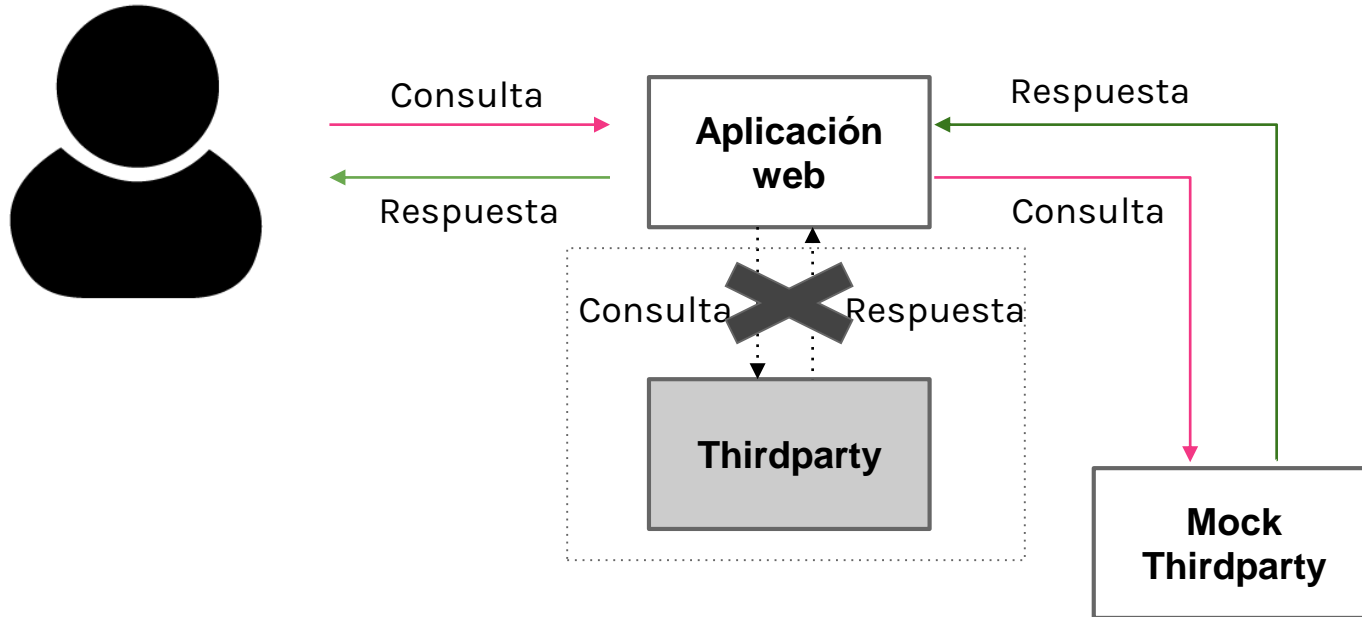 Consulta
Respuesta
Aplicación
web
Respuesta
Consulta
Consulta
Respuesta
Thirdparty
Mock
Thirdparty